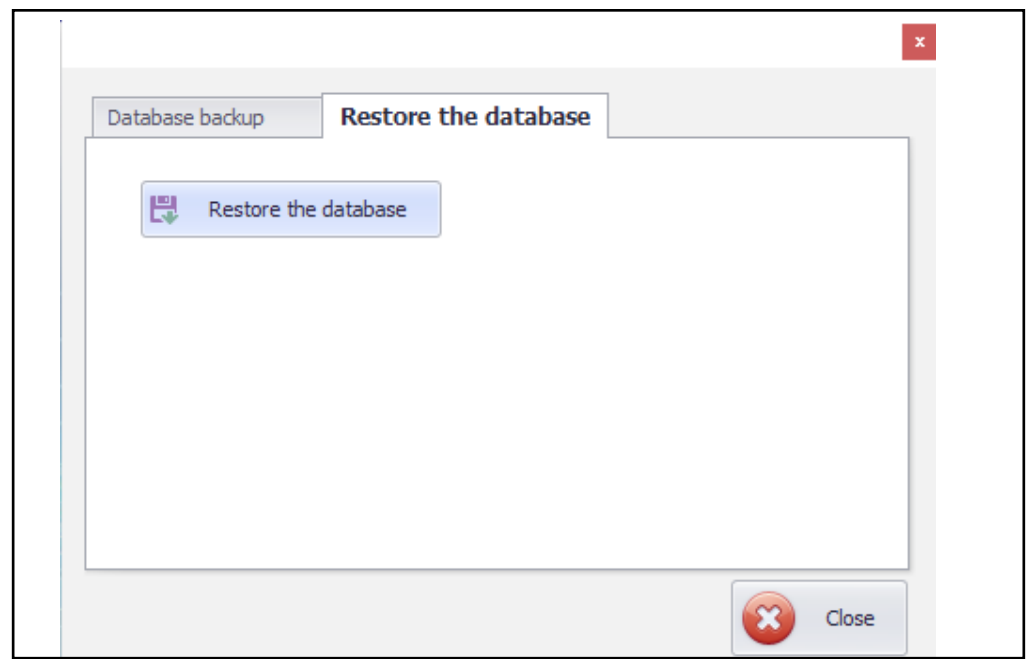 x
Database backup
Restore the database
Restore the database
Close